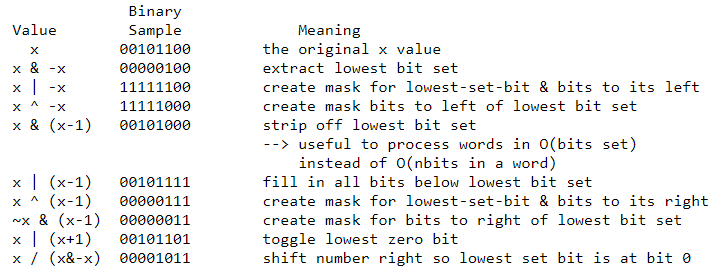 Binary
Value Sample Meaning
x 00101100 the original x value
x & -x 00000100 extract lowest bit set
x | -x 11111100 create mask for lowest-set-bit & bits to its left
x ^ -x 11111000 create mask bits to left of lowest bit set
x & (x-1) 00101000 strip off lowest bit set
--> useful to process words in O(bits set)
instead of O(nbits in a word)
x | (x-1) 00101111 fill in all bits below lowest bit set
x ^ (x-1) 00000111 create mask for lowest-set-bit & bits to its right
~x & (x-1) 00000011 create mask for bits to right of lowest bit set
x | (x+1) 00101101 toggle lowest zero bit
x / (x&-x) 00001011 shift number right so lowest set bit is at bit 0